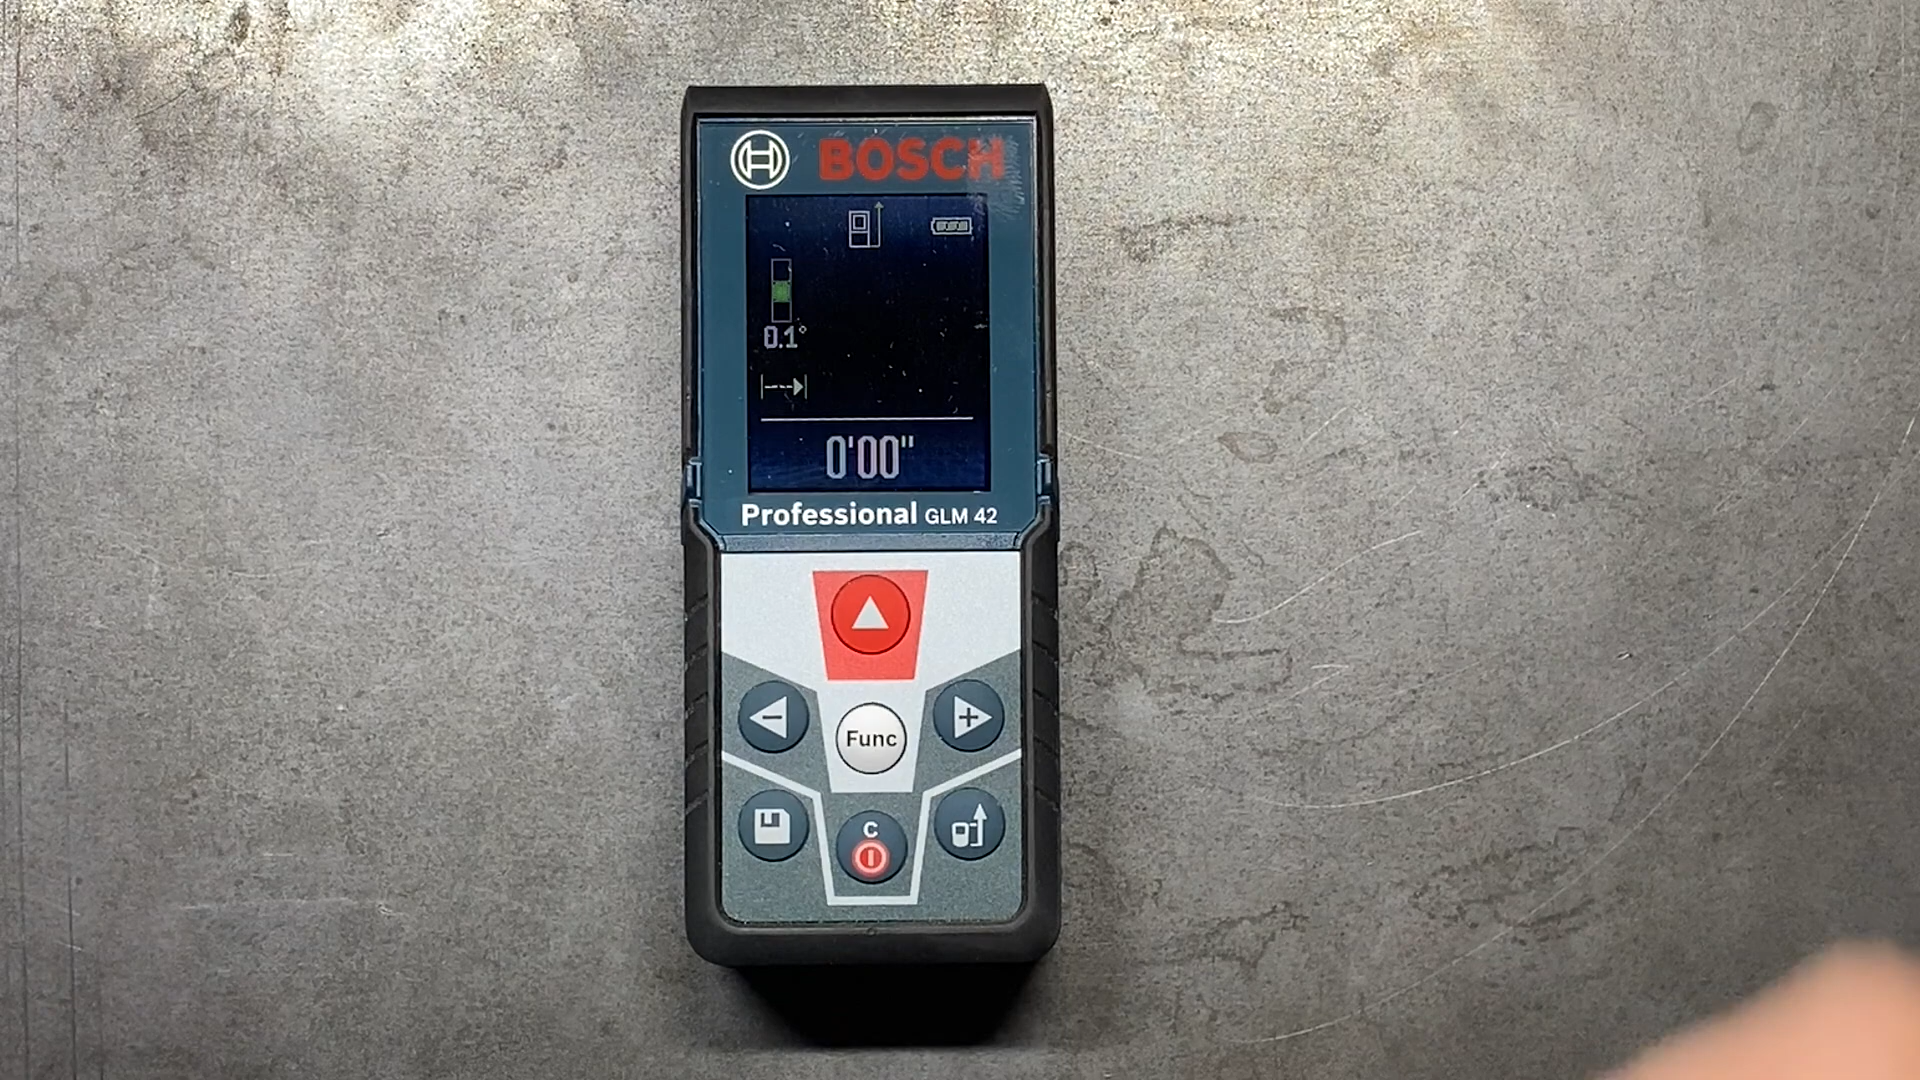 BOSCH
0.1°
0'00"
Professional GLM 42
Func
C